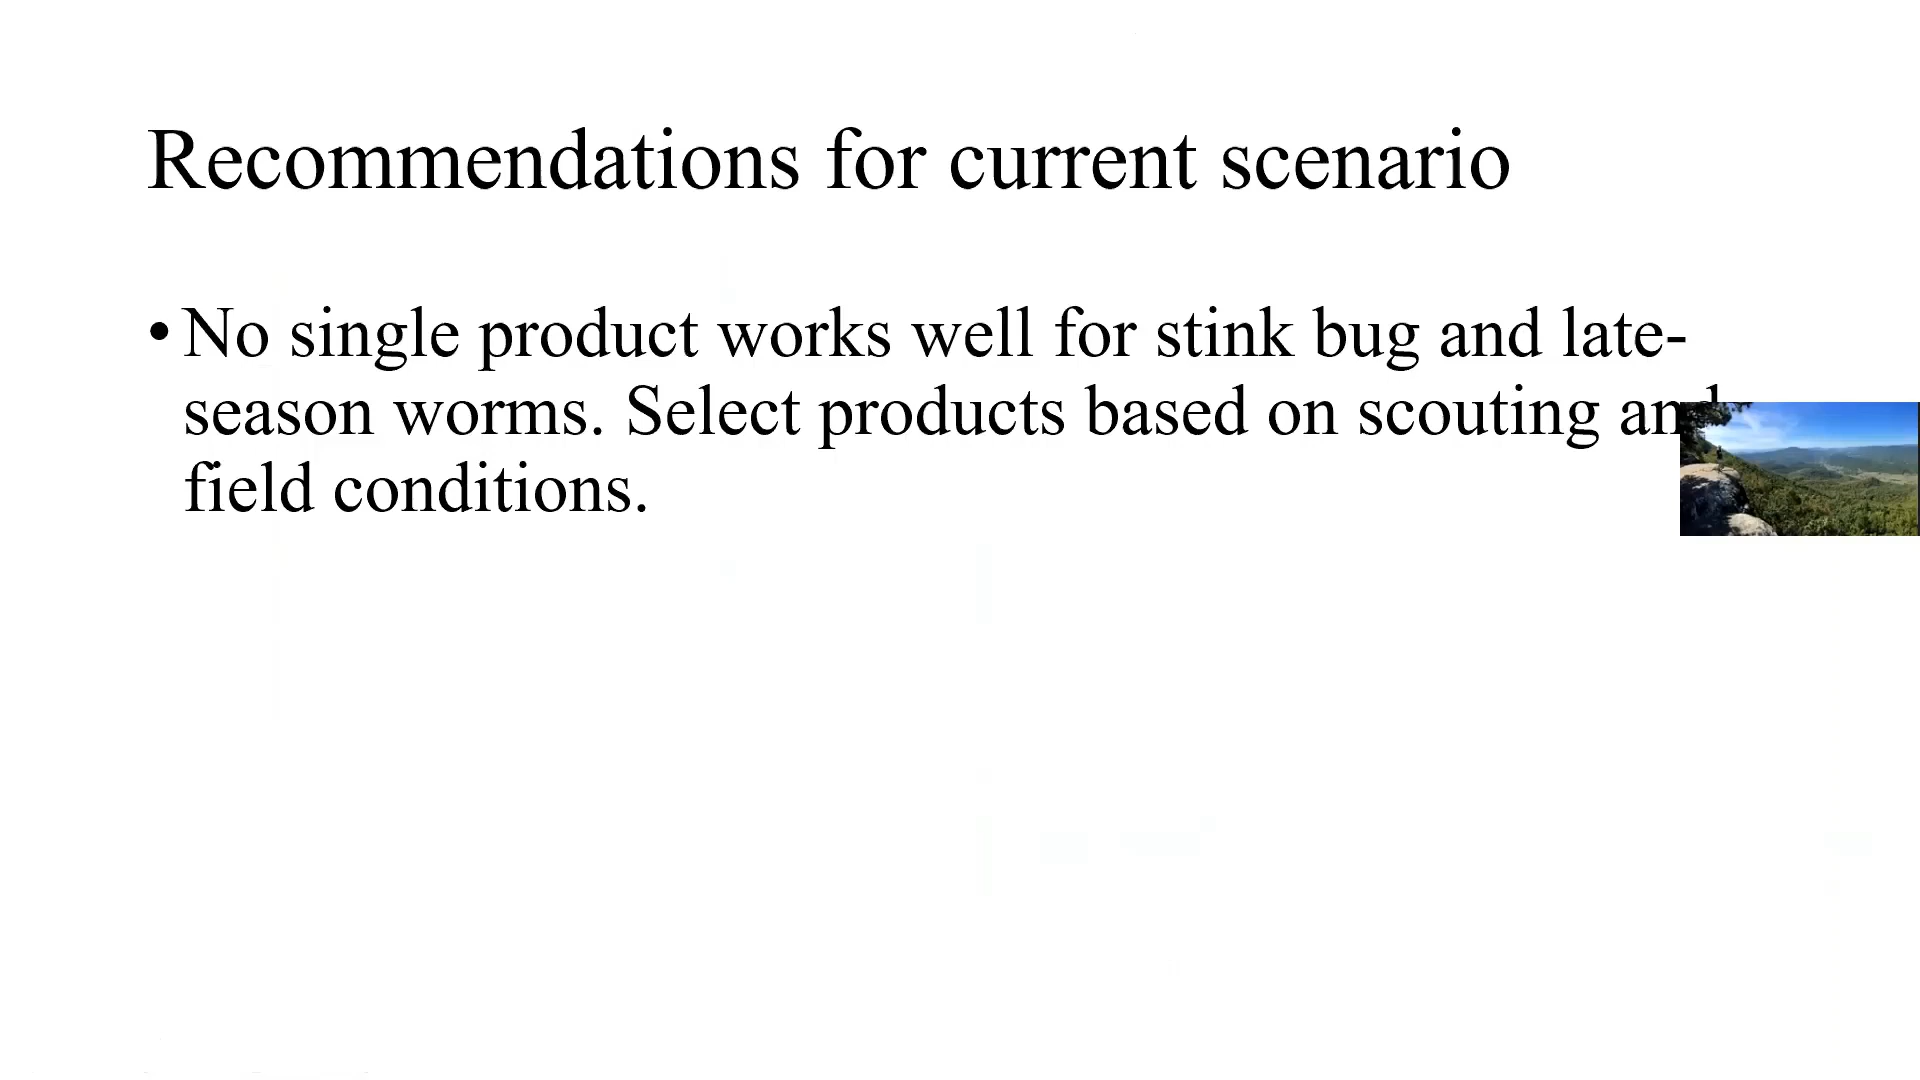 Recommendations for current scenario
• No single product works well for stink bug and late-
season worms. Select products based on scouting and
field conditions.